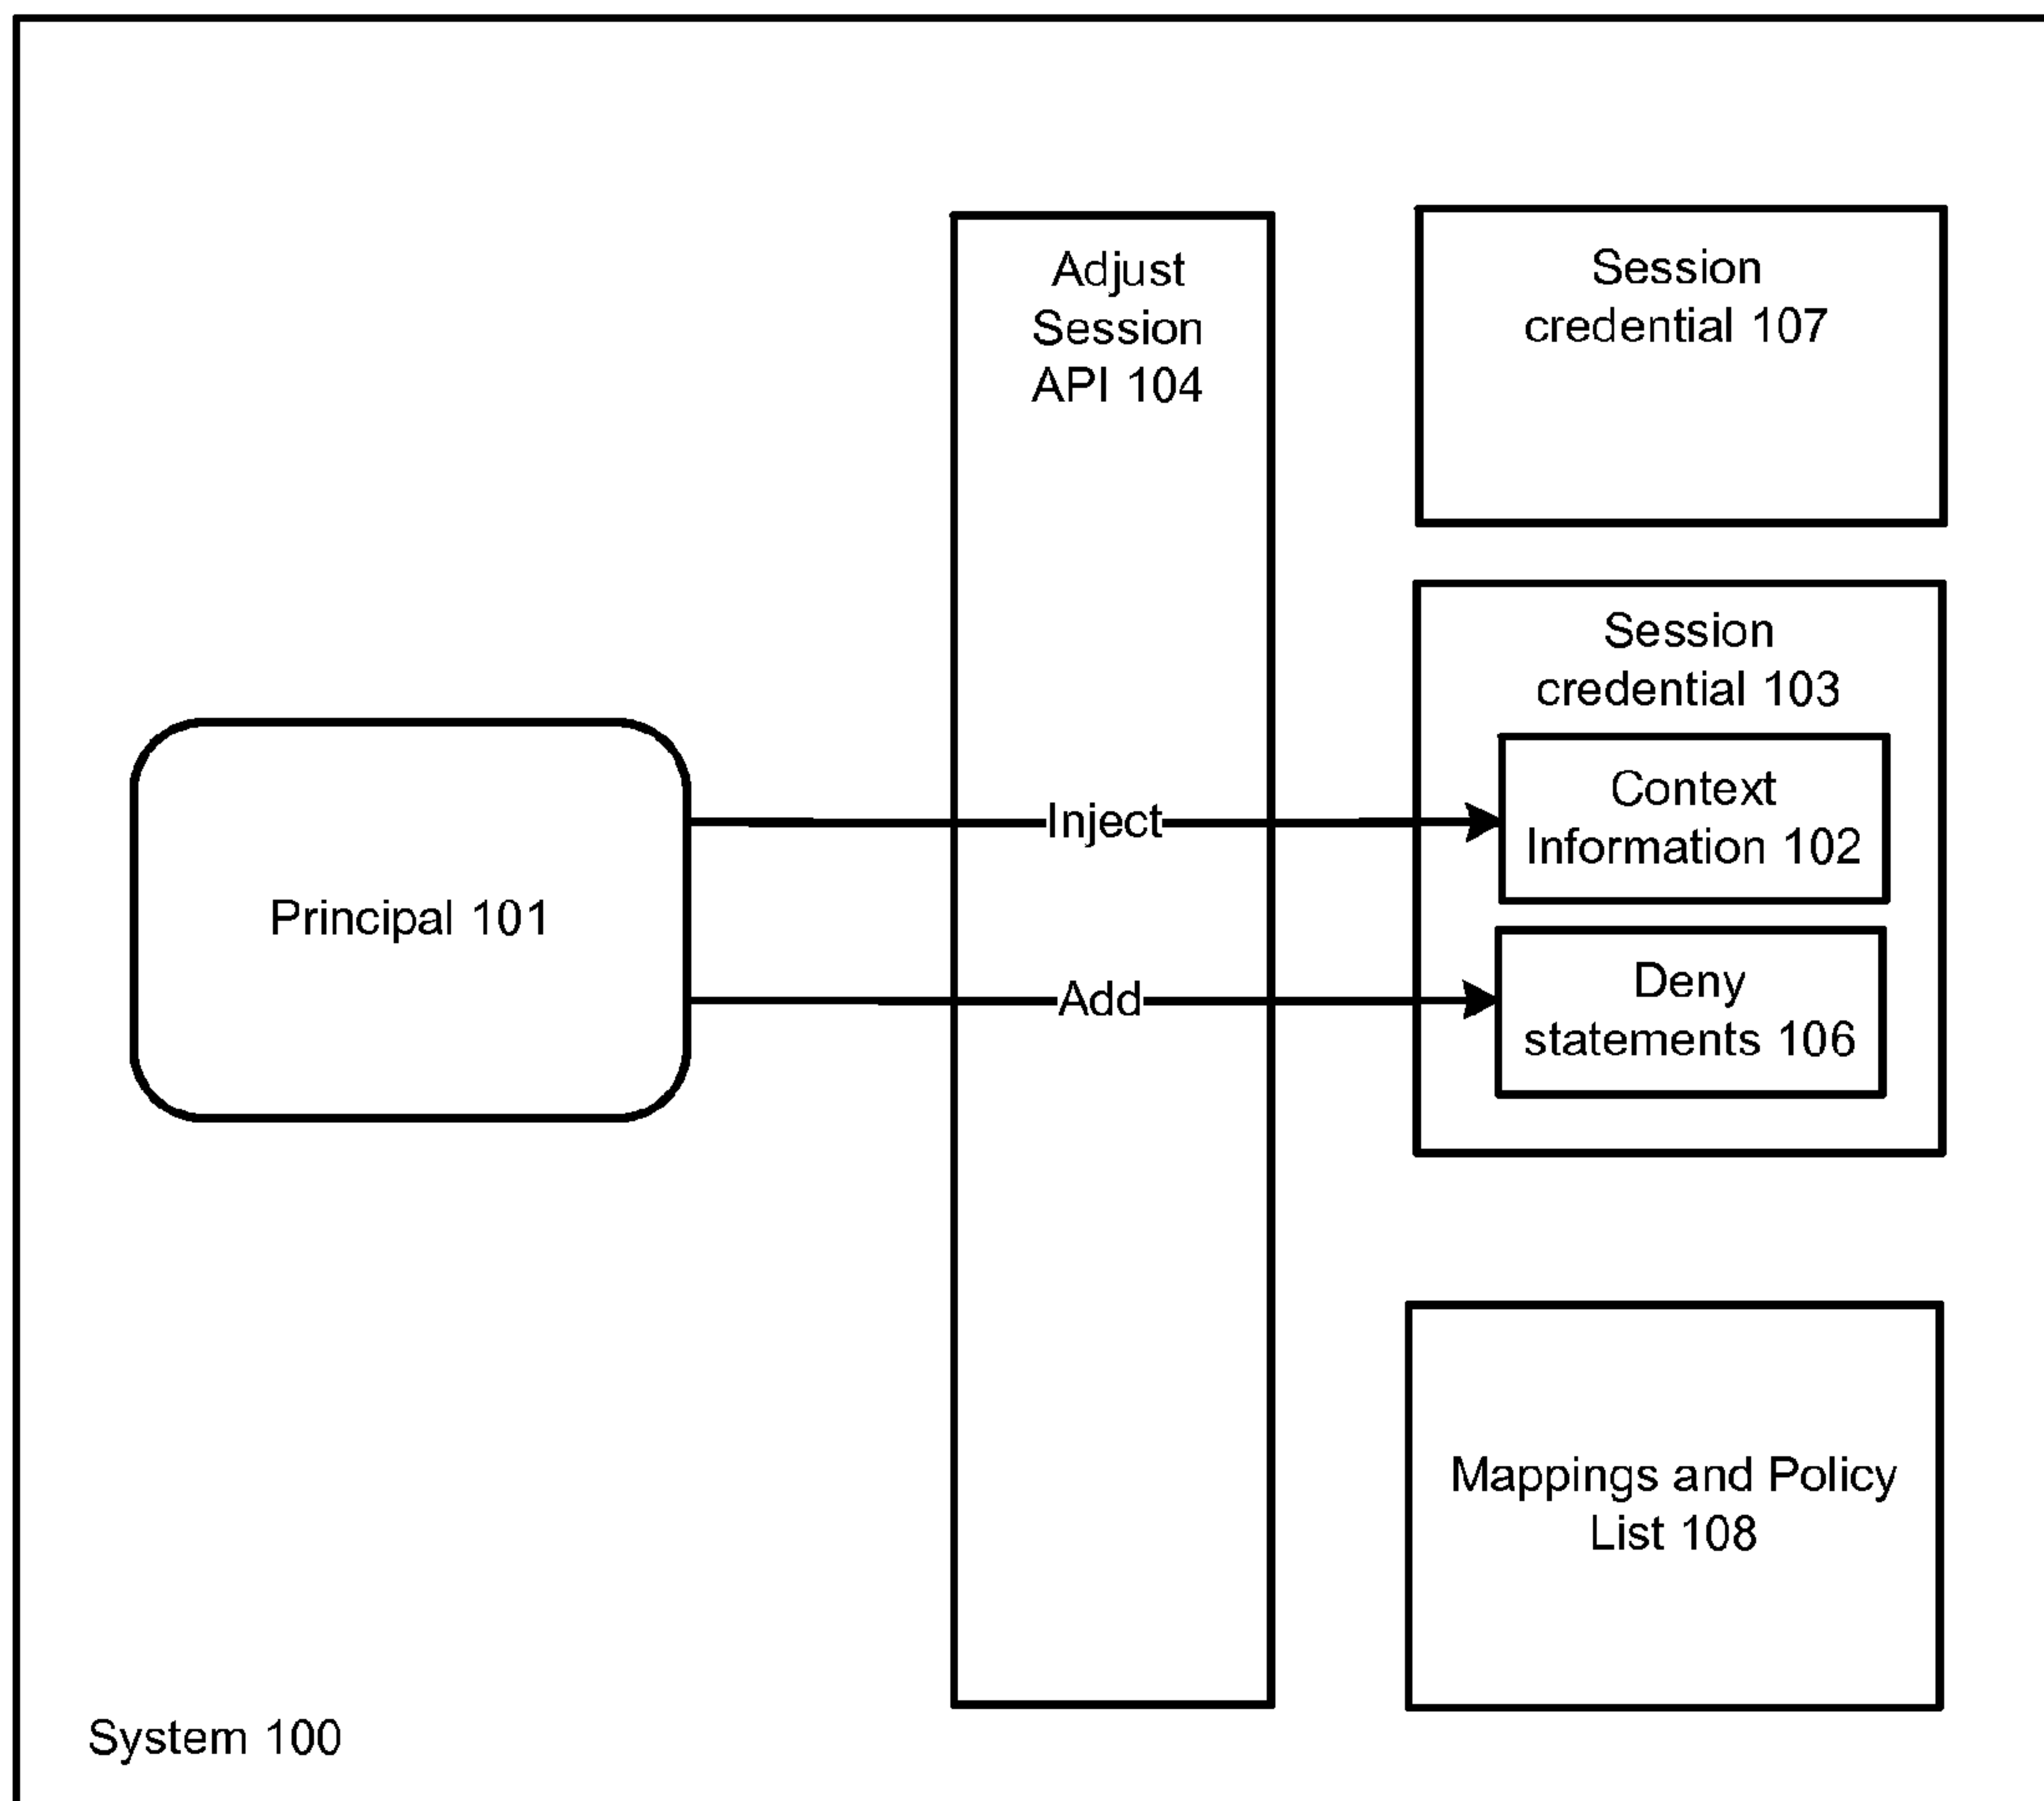 Adjust
Session
API 104
Session
credential 107
Session
credential 103
Context
Information 102
Inject
Principal 101
Add
Deny
statements 106
Mappings and Policy
List 108
System 100